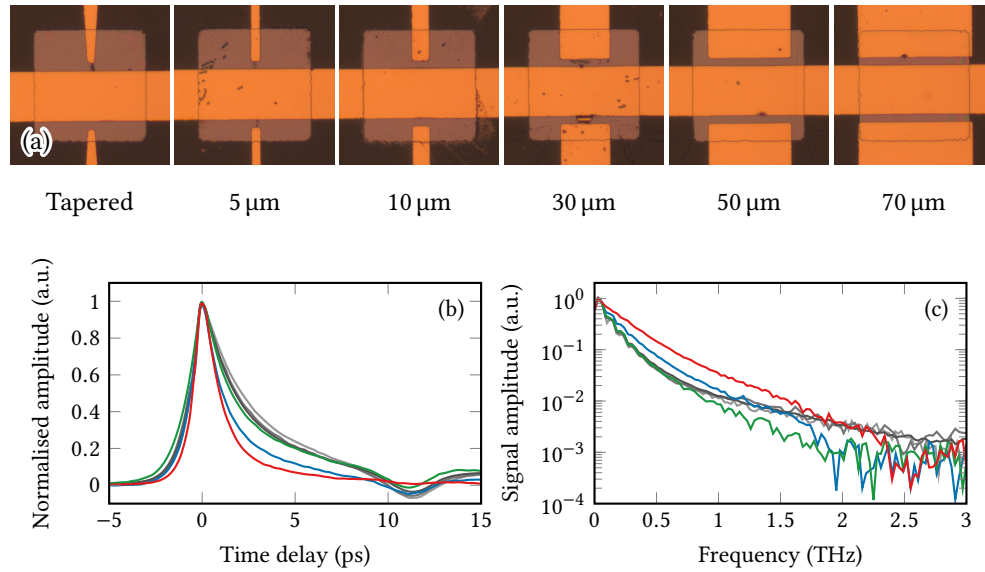 (a)
Tapered 5 µm 10 µm 30 µm 50 µm 70 µm
Normalised amplitude (a.u.)
1
0.8
0.6
0.4
0.2
0
(b)
−5 0 5 10 15
Time delay (ps)
Signal amplitude (a.u.)
10⁰
10⁻¹
10⁻²
10⁻³
10⁻⁴
(c)
0 0.5 1 1.5 2 2.5 3
Frequency (THz)